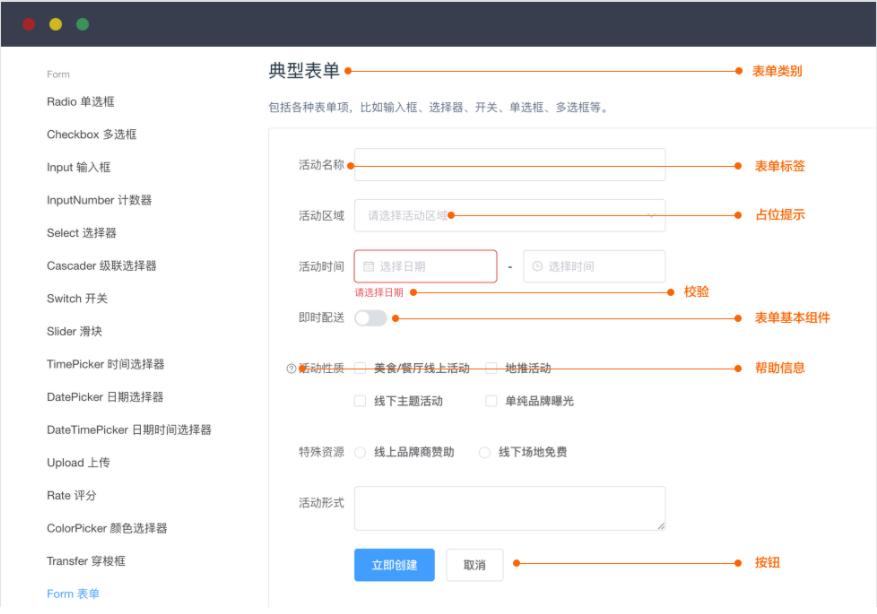 Form
Radio 单选框
Checkbox 多选框
Input 输入框
InputNumber 计数器
Select 选择器
Cascader 级联选择器
Switch 开关
Slider 滑块
TimePicker 时间选择器
DatePicker 日期选择器
DateTimePicker 日期时间选择器
Upload 上传
Rate 评分
ColorPicker 颜色选择器
Transfer 穿梭框
Form 表单
典型表单 表单类别
包括各种表单项，比如输入框、选择器、开关、单选框、多选框等。
活动名称 表单标签
活动区域 请选择活动区域 占位提示
活动时间 选择日期 - 选择时间
请选择日期 校验
即时配送 表单基本组件
活动性质 美食/餐厅线上活动 地推活动 帮助信息
线下主题活动 单纯品牌曝光
特殊资源 线上品牌商赞助 线下场地免费
活动形式
立即创建 取消 按钮